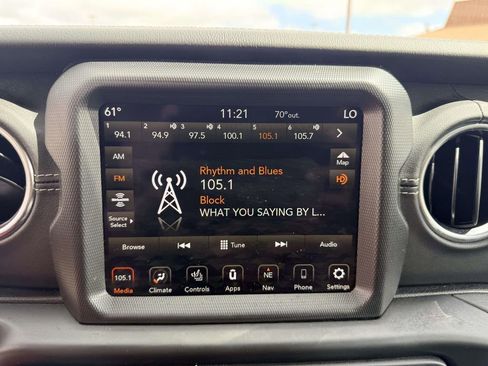 61° 11:21 70°out. LO
1 2 3 4 5 6
94.1 94.9 97.5 100.1 105.1 105.7
AM
FM
Source
Select
Rhythm and Blues
105.1
Block
WHAT YOU SAYING BY L...
Map
HD
Browse Tune Audio
105.1 NE
Media Climate Controls Apps Nav Phone Settings